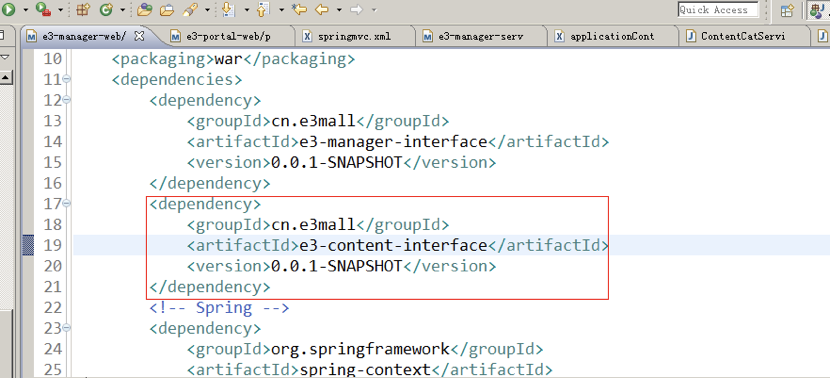 Quick Access
e3-manager-web/ e3-portal-web/p springmvc.xml e3-manager-serv applicationCont ContentCatServi
10 <packaging>war</packaging>
11 <dependencies>
12 <dependency>
13 <groupId>cn.e3mall</groupId>
14 <artifactId>e3-manager-interface</artifactId>
15 <version>0.0.1-SNAPSHOT</version>
16 </dependency>
17 <dependency>
18 <groupId>cn.e3mall</groupId>
19 <artifactId>e3-content-interface</artifactId>
20 <version>0.0.1-SNAPSHOT</version>
21 </dependency>
22 <!-- Spring -->
23 <dependency>
24 <groupId>org.springframework</groupId>
25 <artifactId>spring-context</artifactId>